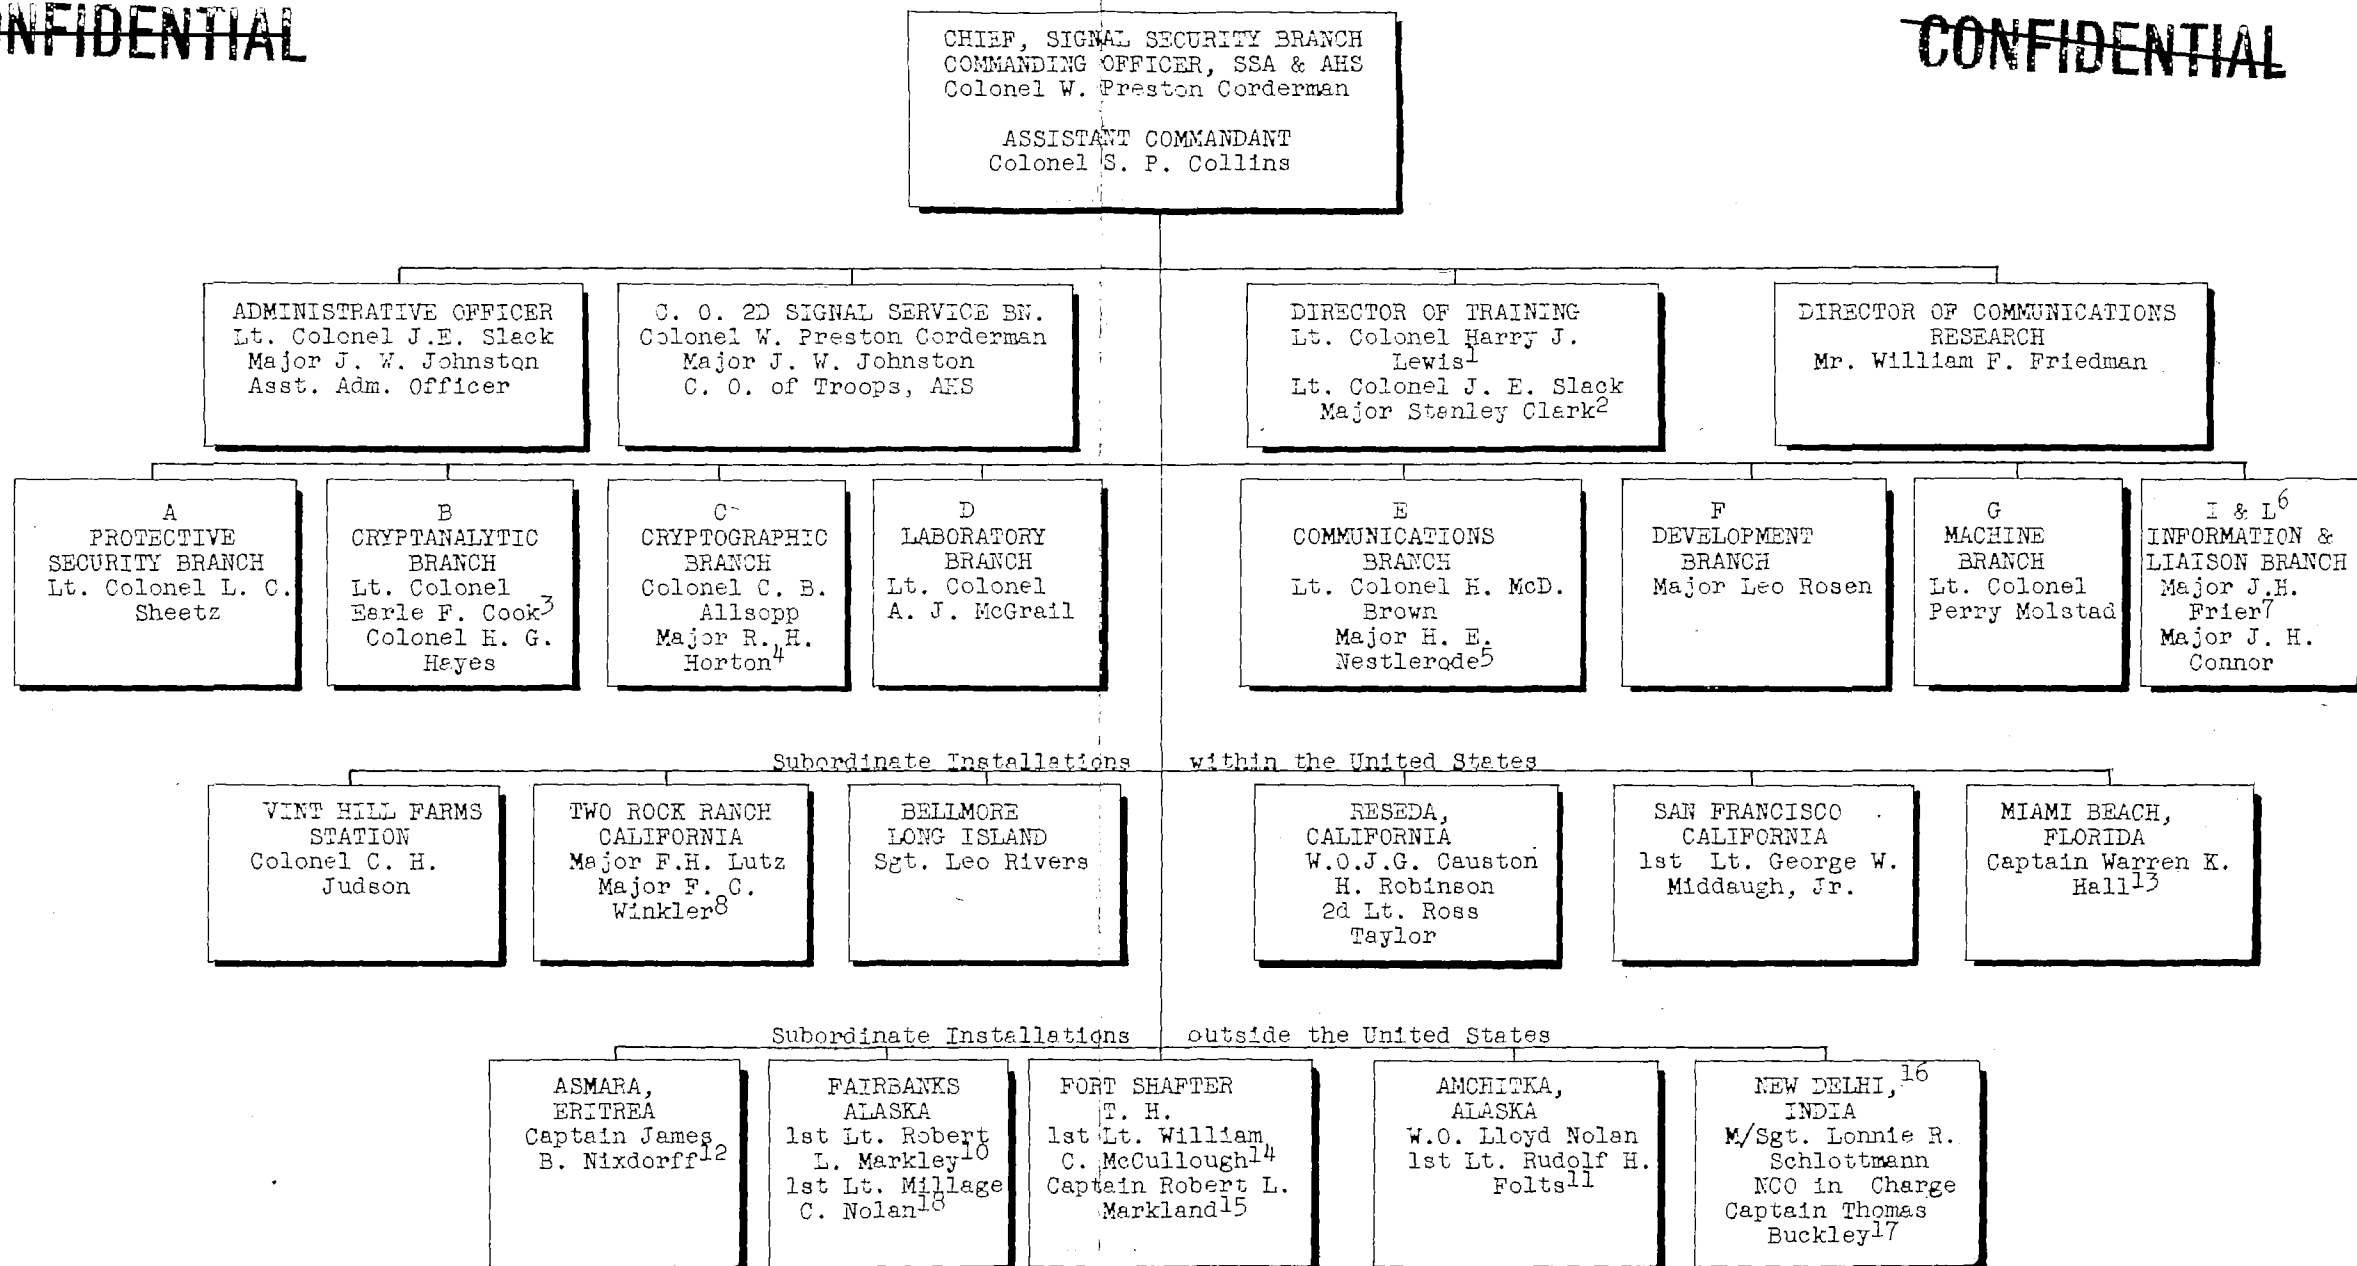 NFIDENTIAL
CONFIDENTIAL
CHIEF, SIGNAL SECURITY BRANCH
COMMANDING OFFICER, SSA & AHS
Colonel W. Preston Corderman
ASSISTANT COMMANDANT
Colonel S. P. Collins
ADMINISTRATIVE OFFICER
Lt. Colonel J.E. Slack
Major J. W. Johnston
Asst. Adm. Officer
C. O. 2D SIGNAL SERVICE BN.
Colonel W. Preston Corderman
Major J. W. Johnston
C. O. of Troops, AHS
DIRECTOR OF TRAINING
Lt. Colonel Harry J.
Lewis1
Lt. Colonel J. E. Slack
Major Stanley Clark2
DIRECTOR OF COMMUNICATIONS
RESEARCH
Mr. William F. Friedman
A
PROTECTIVE
SECURITY BRANCH
Lt. Colonel L. C.
Sheetz
B
CRYPTANALYTIC
BRANCH
Lt. Colonel
Earle F. Cook3
Colonel H. G.
Hayes
C
CRYPTOGRAPHIC
BRANCH
Colonel C. B.
Allsopp
Major R. H.
Horton4
D
LABORATORY
BRANCH
Lt. Colonel
A. J. McGrail
E
COMMUNICATIONS
BRANCH
Lt. Colonel H. McD.
Brown
Major H. E.
Nestlerode5
F
DEVELOPMENT
BRANCH
Major Leo Rosen
G
MACHINE
BRANCH
Lt. Colonel
Perry Molstad
I & L6
INFORMATION &
LIAISON BRANCH
Major J.H.
Frier7
Major J. H.
Connor
Subordinate Installations within the United States
VINT HILL FARMS
STATION
Colonel C. H.
Judson
TWO ROCK RANCH
CALIFORNIA
Major F.H. Lutz
Major F. C.
Winkler8
BELLMORE
LONG ISLAND
Sgt. Leo Rivers
RESEDA,
CALIFORNIA
W.O.J.G. Causton
H. Robinson
2d Lt. Ross
Taylor
SAN FRANCISCO
CALIFORNIA
1st Lt. George W.
Middaugh, Jr.
MIAMI BEACH,
FLORIDA
Captain Warren K.
Hall13
Subordinate Installations outside the United States
ASMARA,
ERITREA
Captain James
B. Nixdorff12
FAIRBANKS
ALASKA
1st Lt. Robert
L. Markley10
1st Lt. Millage
C. Nolan18
FORT SHAFTER
T. H.
1st Lt. William
C. McCullough14
Captain Robert L.
Markland15
AMCHITKA,
ALASKA
W.O. Lloyd Nolan
1st Lt. Rudolf H.
Folts11
NEW DELHI,16
INDIA
M/Sgt. Lonnie R.
Schlottmann
NCO in Charge
Captain Thomas
Buckley17